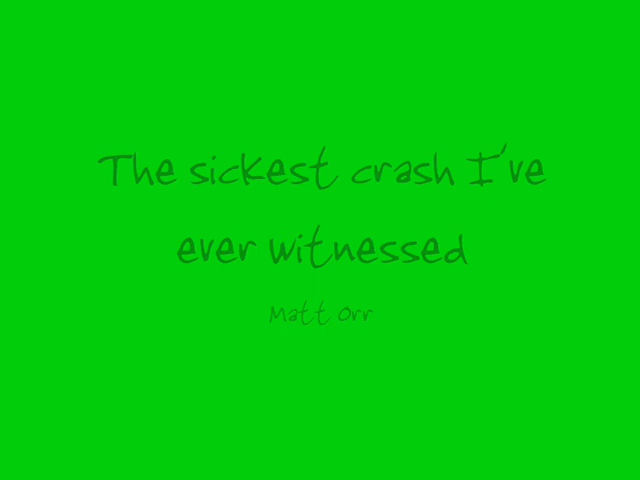 The sickest crash I've
ever witnessed
Matt Orr